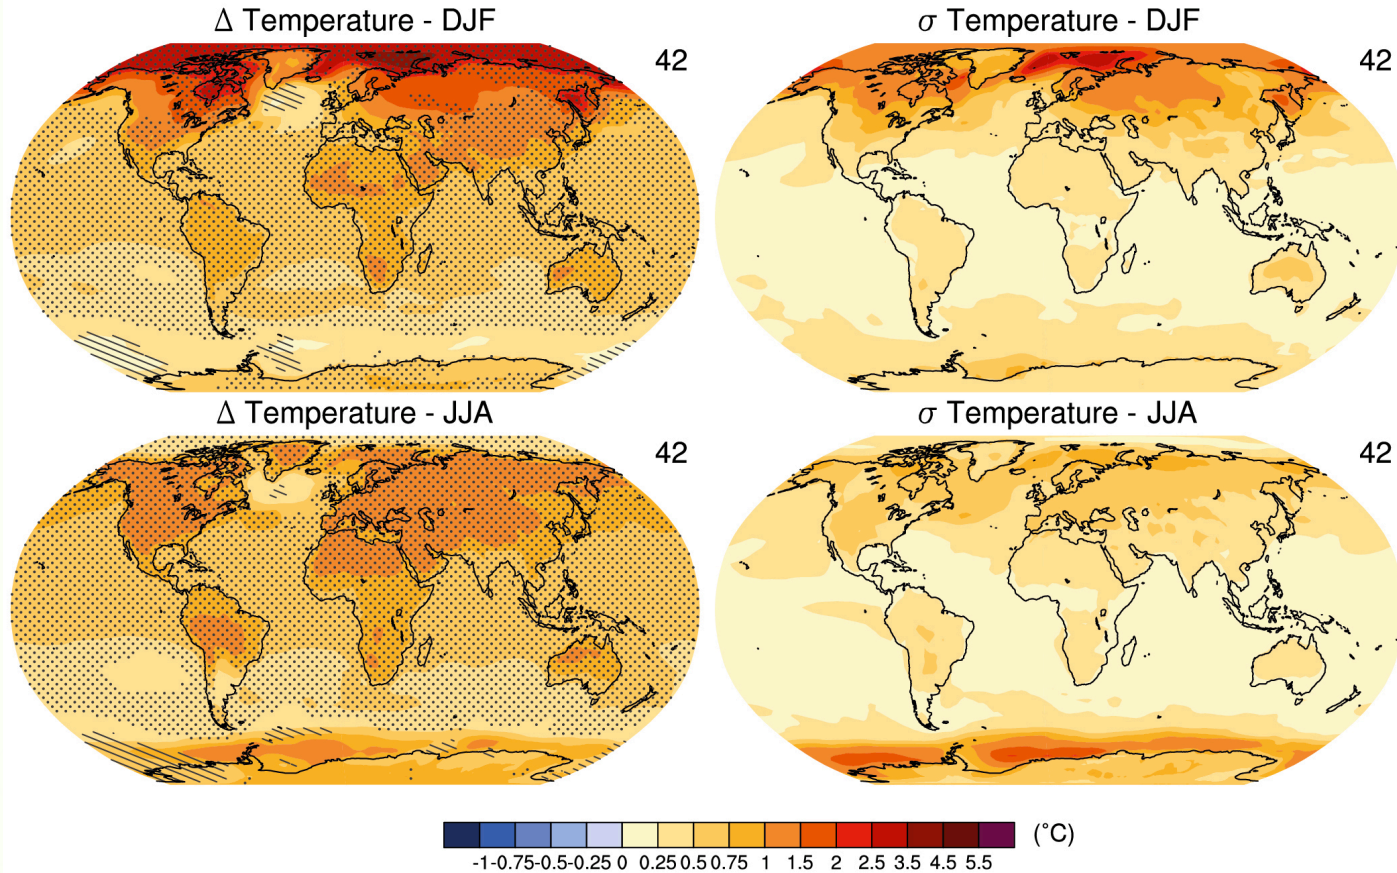 Δ Temperature - DJF
σ Temperature - DJF
42
42
Δ Temperature - JJA
σ Temperature - JJA
42
42
(°C)
-1-0.75-0.5-0.25 0 0.25 0.5 0.75 1 1.5 2 2.5 3.5 4.5 5.5